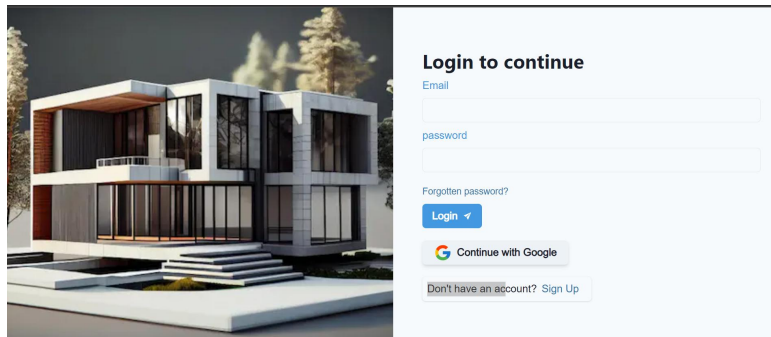 Login to continue
Email
password
Forgotten password?
Login
Continue with Google
Don't have an account? Sign Up